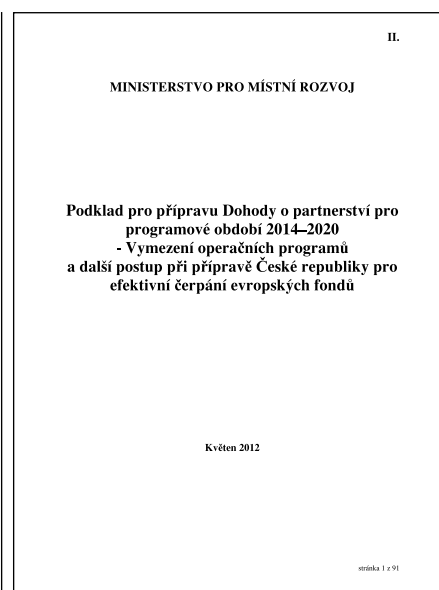 II.
MINISTERSTVO PRO MÍSTNÍ ROZVOJ
Podklad pro přípravu Dohody o partnerství pro
programové období 2014–2020
- Vymezení operačních programů
a další postup při přípravě České republiky pro
efektivní čerpání evropských fondů
Květen 2012
stránka 1 z 91